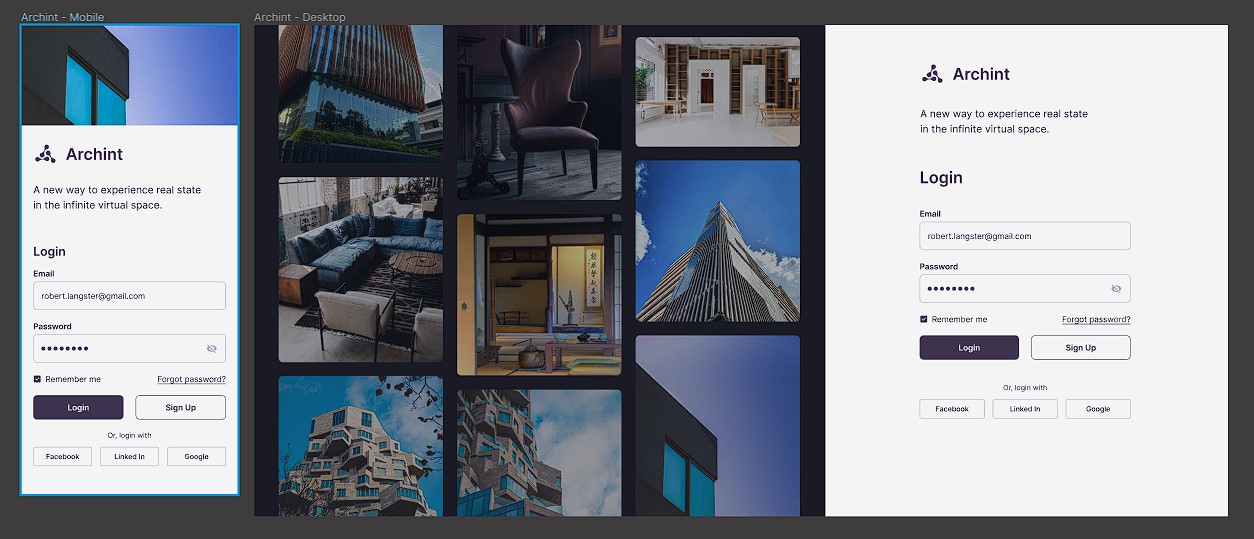 Archint - Mobile
Archint
A new way to experience real state
in the infinite virtual space.
Login
Email
robert.langster@gmail.com
Password
Remember me
Forgot password?
Login
Sign Up
Or, login with
Facebook
Linked In
Google
Archint - Desktop
Archint
A new way to experience real state
in the infinite virtual space.
Login
Email
robert.langster@gmail.com
Password
Remember me
Forgot password?
Login
Sign Up
Or, login with
Facebook
Linked In
Google